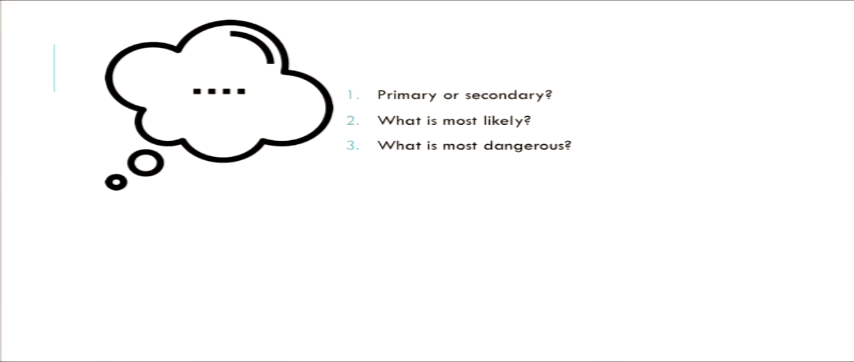 ....
1. Primary or secondary?
2. What is most likely?
3. What is most dangerous?